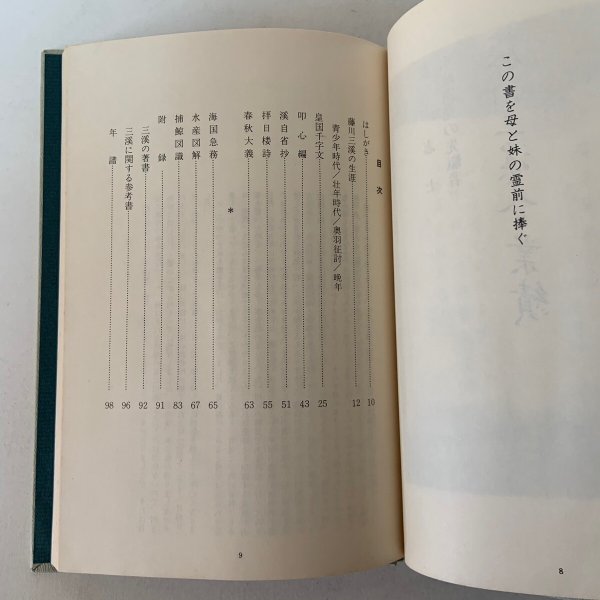 この書を母と妹の霊前に捧ぐ
8
目次
はしがき……10
藤川三溪の生涯……12
青少年時代/壮年時代/奥羽征討/晩年
皇国千字文……25
叩心編……43
溪自省抄……51
拝日楼詩……55
春秋大義……63
*
海国急務……65
水産図解……67
捕鯨図識……83
附録……91
三溪の著書……92
三溪に関する参考書……96
年譜……98
9